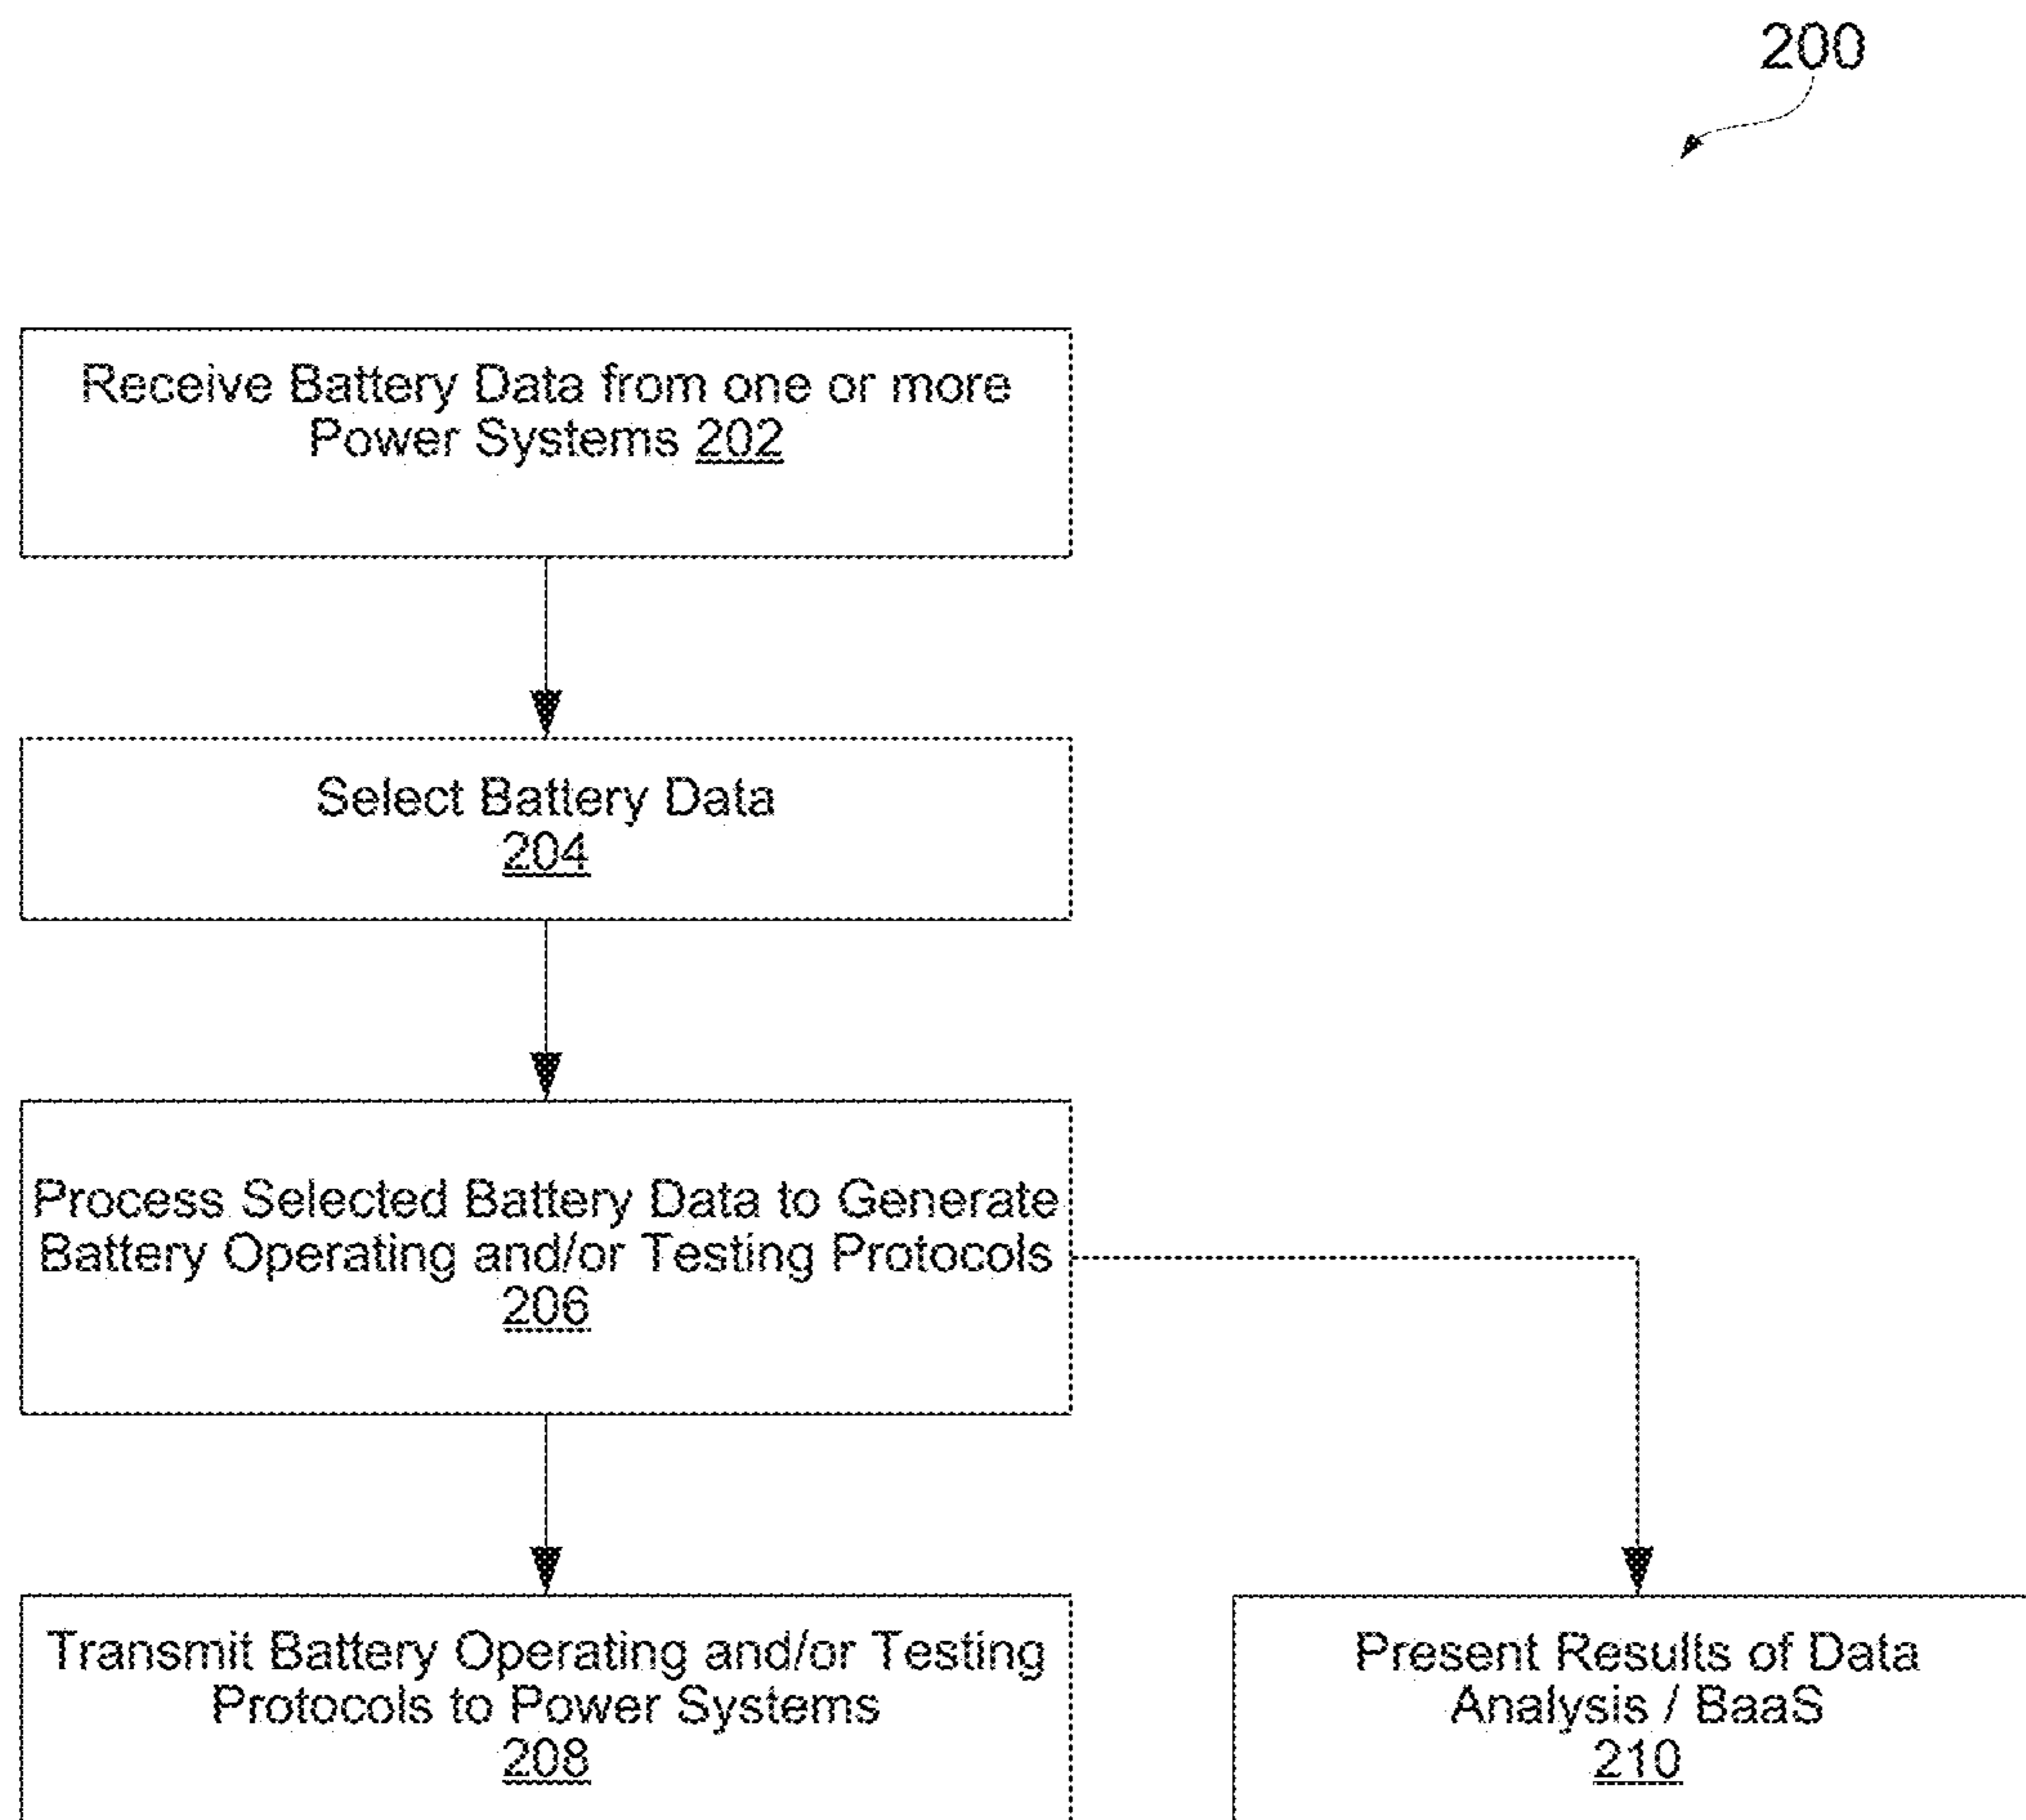 200
Receive Battery Data from one or more
Power Systems 202
Select Battery Data
204
Process Selected Battery Data to Generate
Battery Operating and/or Testing Protocols
206
Transmit Battery Operating and/or Testing
Protocols to Power Systems
208
Present Results of Data
Analysis / BaaS
210